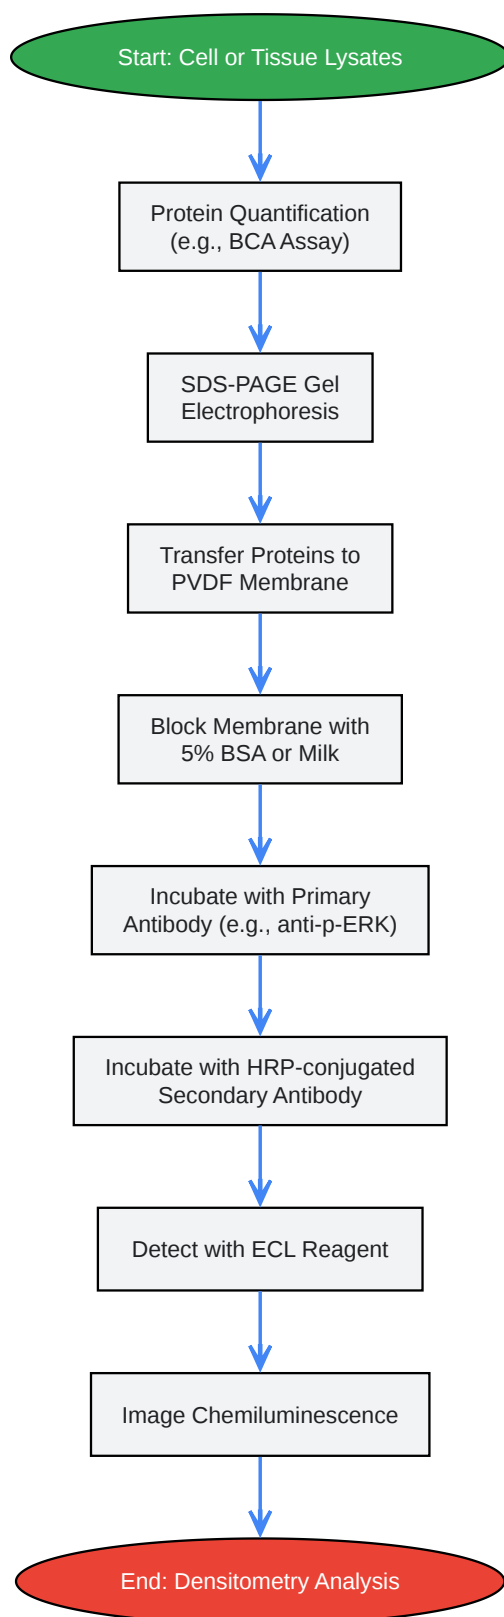 Start: Cell or Tissue Lysates
Protein Quantification
(e.g., BCA Assay)
SDS-PAGE Gel
Electrophoresis
Transfer Proteins to
PVDF Membrane
Block Membrane with
5% BSA or Milk
Incubate with Primary
Antibody (e.g., anti-p-ERK)
Incubate with HRP-conjugated
Secondary Antibody
Detect with ECL Reagent
Image Chemiluminescence
End: Densitometry Analysis